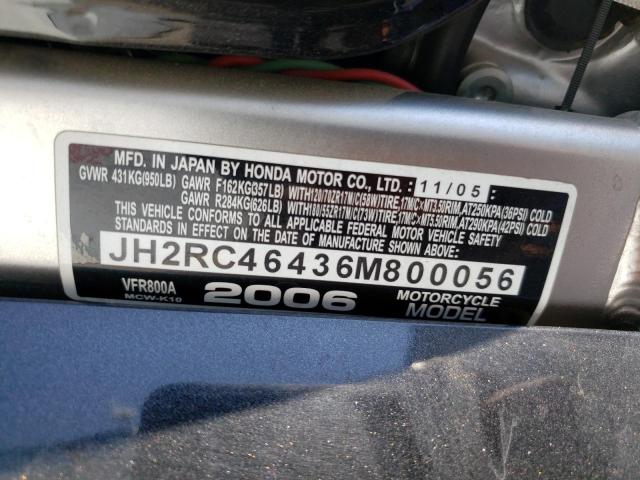 MFD. IN JAPAN BY HONDA MOTOR CO., LTD. 11/05
GVWR 431KG(950LB) GAWR F162KG(357LB) WITH120/70ZR17M/C(58W)TIRE,17M/C×MT3.50RIM,AT250KPA(36PSI) COLD
GAWR R284KG(626LB) WITH180/55ZR17M/C(73W)TIRE,17M/C×MT5.50RIM,AT290KPA(42PSI) COLD
THIS VEHICLE CONFORMS TO ALL APPLICABLE FEDERAL MOTOR VEHICLE SAFETY
STANDARDS IN EFFECT ON THE DATE OF MANUFACTURE SHOWN ABOVE:
JH2RC46436M800056
VFR800A 2006 MOTORCYCLE
MCW-K10 MODEL